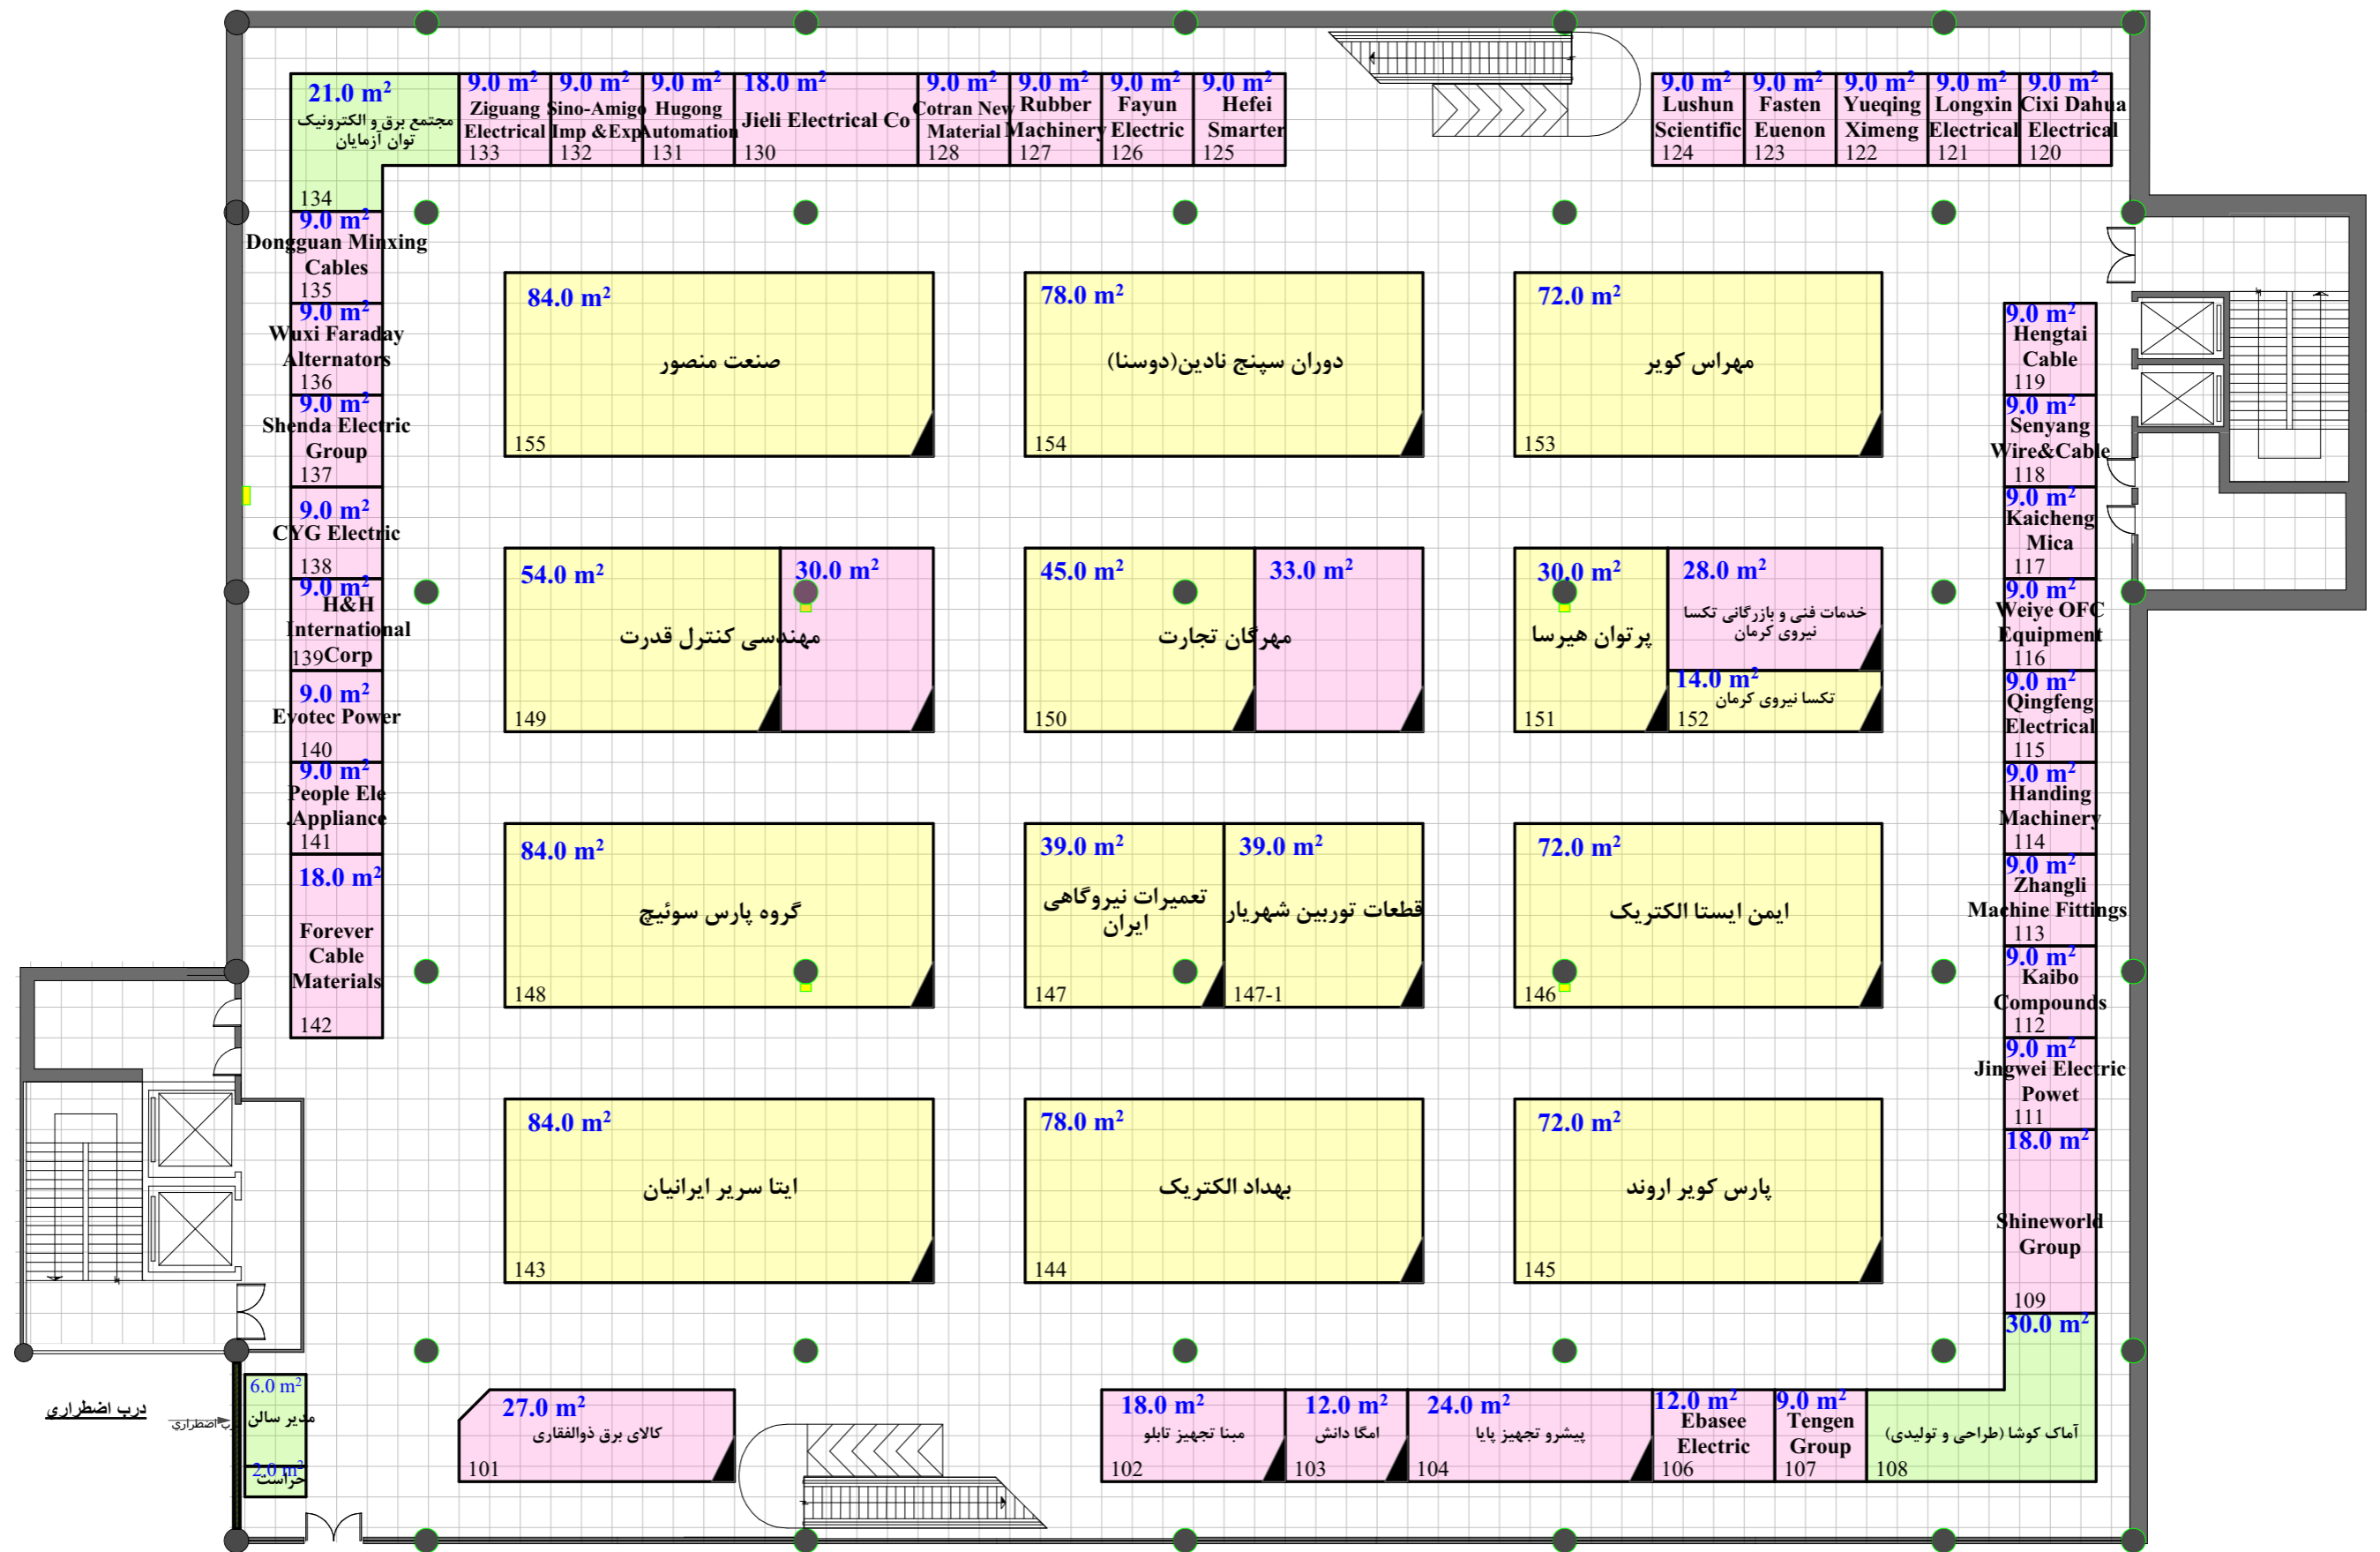 21.0 m²
مجتمع برق و الکترونیک
توان آزمایان
134
9.0 m²
Ziguang
Electrical
133
9.0 m²
Sino-Amigo
Imp &Exp
132
9.0 m²
Hugong
Automation
131
18.0 m²
Jieli Electrical Co
130
9.0 m²
Cotran New
Material
128
9.0 m²
Rubber
Machinery
127
9.0 m²
Fayun
Electric
126
9.0 m²
Hefei
Smarter
125
9.0 m²
Lushun
Scientific
124
9.0 m²
Fasten
Euenon
123
9.0 m²
Yueqing
Ximeng
122
9.0 m²
Longxin
Electrical
121
9.0 m²
Cixi Dahua
Electrical
120
9.0 m²
Dongguan Minxing
Cables
135
9.0 m²
Wuxi Faraday
Alternators
136
9.0 m²
Shenda Electric
Group
137
9.0 m²
CYG Electric
138
9.0 m²
H&H
International
Corp
139
9.0 m²
Evotec Power
140
9.0 m²
People Ele
.Appliance
141
18.0 m²
Forever
Cable
Materials
142
84.0 m²
صنعت منصور
155
78.0 m²
دوران سپنج نادین(دوسنا)
154
72.0 m²
مهراس کویر
153
54.0 m²
مهندسی کنترل قدرت
149
30.0 m²
45.0 m²
مهرگان تجارت
150
33.0 m²
30.0 m²
پرتوان هیرسا
151
28.0 m²
خدمات فنی و بازرگانی تکسا
نیروی کرمان
14.0 m²
تکسا نیروی کرمان
152
84.0 m²
گروه پارس سوئیچ
148
39.0 m²
تعمیرات نیروگاهی
ایران
147
39.0 m²
قطعات توربین شهریار
147-1
72.0 m²
ایمن ایستا الکتریک
146
84.0 m²
ایتا سریر ایرانیان
143
78.0 m²
بهداد الکتریک
144
72.0 m²
پارس کویر اروند
145
9.0 m²
Hengtai
Cable
119
9.0 m²
Senyang
Wire&Cable
118
9.0 m²
Kaicheng
Mica
117
9.0 m²
Weiye OFC
Equipment
116
9.0 m²
Qingfeng
Electrical
115
9.0 m²
Handing
Machinery
114
9.0 m²
Zhangli
Machine Fittings
113
9.0 m²
Kaibo
Compounds
112
9.0 m²
Jingwei Electric
Powet
111
18.0 m²
Shineworld
Group
109
30.0 m²
آماک کوشا (طراحی و تولیدی)
108
درب اضطراری
درب اضطراری
6.0 m²
مدیر سالن
2.0 m²
حراست
27.0 m²
کالای برق ذوالفقاری
101
18.0 m²
مبنا تجهیز تابلو
102
12.0 m²
امگا دانش
103
24.0 m²
پیشرو تجهیز پایا
104
12.0 m²
Ebasee
Electric
106
9.0 m²
Tengen
Group
107